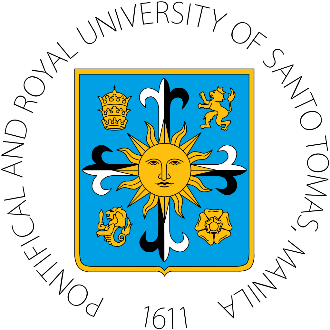 PONTIFICAL AND ROYAL UNIVERSITY OF SANTO TOMAS, MANILA
1611